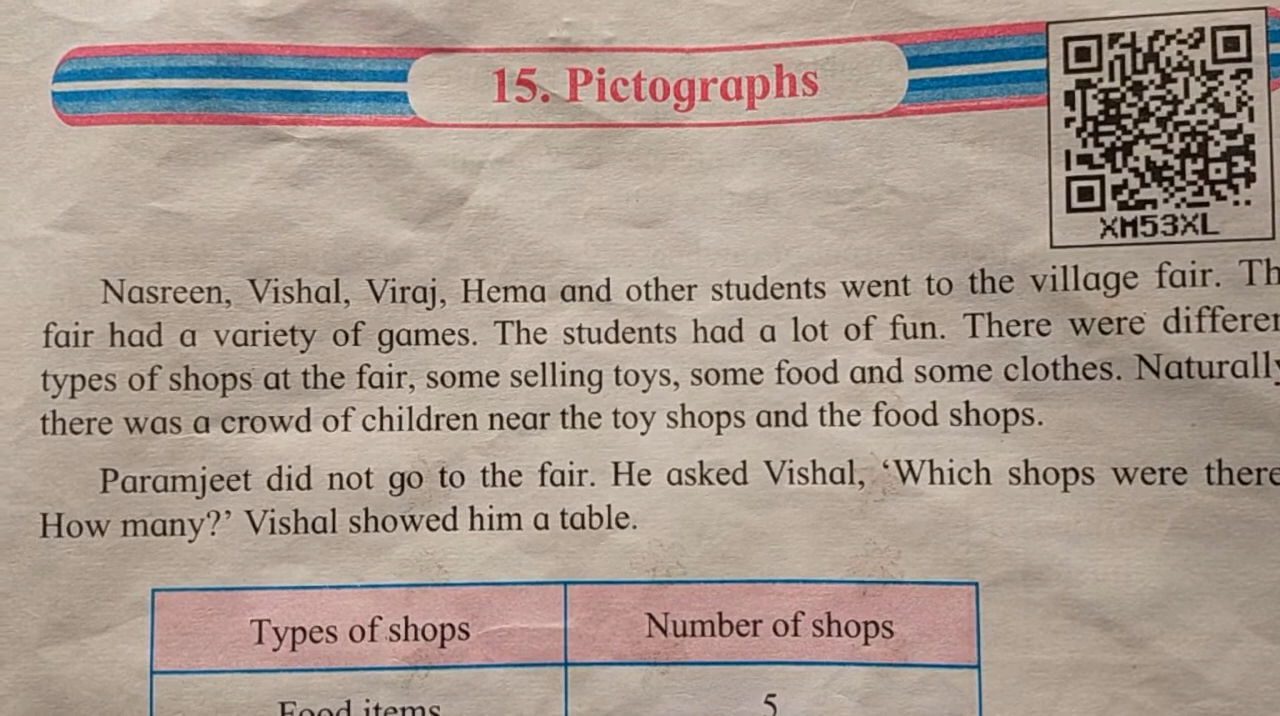 15. Pictographs
XM53XL
Nasreen, Vishal, Viraj, Hema and other students went to the village fair. Th
fair had a variety of games. The students had a lot of fun. There were differen
types of shops at the fair, some selling toys, some food and some clothes. Naturally
there was a crowd of children near the toy shops and the food shops.
Paramjeet did not go to the fair. He asked Vishal, ‘Which shops were there
How many?’ Vishal showed him a table.
Types of shops Number of shops
Food items 5